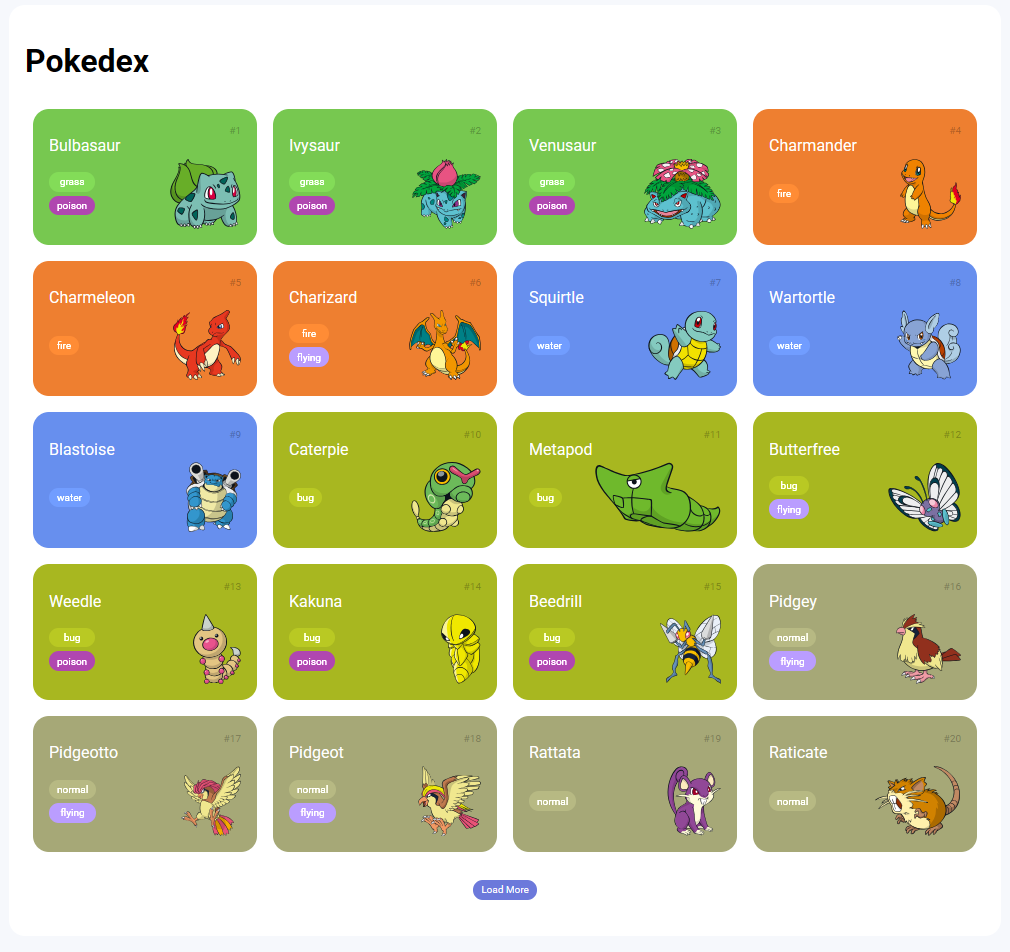 Pokedex
#1
Bulbasaur
grass
poison
#2
Ivysaur
grass
poison
#3
Venusaur
grass
poison
#4
Charmander
fire
#5
Charmeleon
fire
#6
Charizard
fire
flying
#7
Squirtle
water
#8
Wartortle
water
#9
Blastoise
water
#10
Caterpie
bug
#11
Metapod
bug
#12
Butterfree
bug
flying
#13
Weedle
bug
poison
#14
Kakuna
bug
poison
#15
Beedrill
bug
poison
#16
Pidgey
normal
flying
#17
Pidgeotto
normal
flying
#18
Pidgeot
normal
flying
#19
Rattata
normal
#20
Raticate
normal
Load More